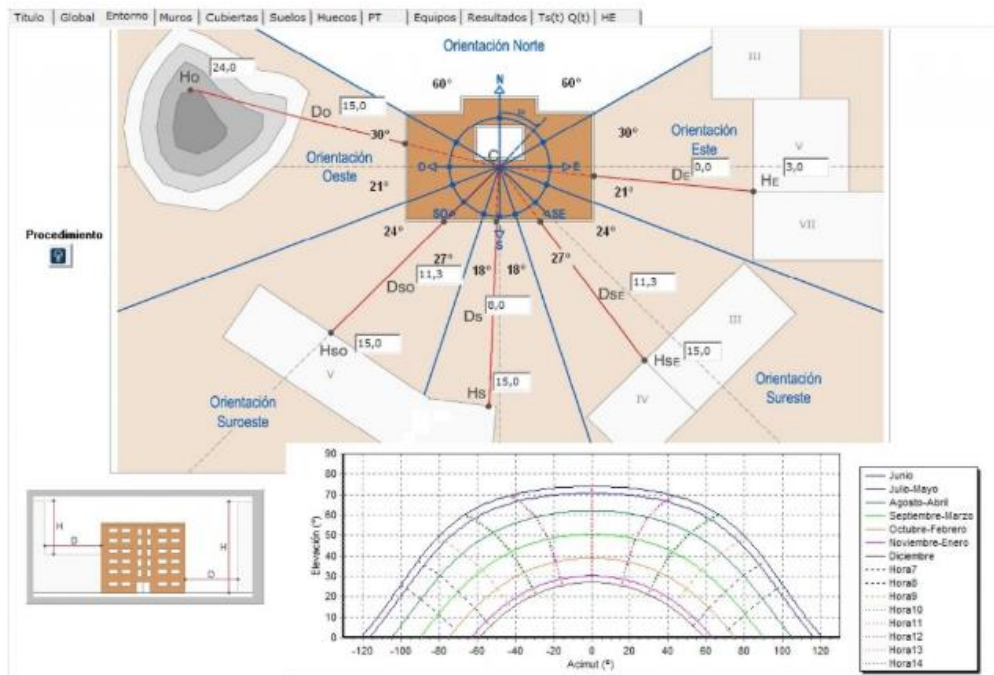 Titulo | Global | Entorno | Muros | Cubiertas | Suelos | Huecos | PT | Equipos | Resultados | Ts(t) Q(t) | HE
Orientación Norte
Ho
24,0
60°
N
60°
III
Do
15,0
30°
30°
Orientación
Este
V
Orientación
Oeste
C
O
E
DE
0,0
HE
3,0
21°
21°
VII
Procedimiento
24°
SO
SE
24°
S
27°
18°
18°
27°
DSO
11,3
DSE
11,3
Ds
8,0
III
HSO
15,0
HSE
15,0
V
Hs
15,0
IV
Orientación
Suroeste
Orientación
Sureste
H
D
H
D
90
80
70
60
50
40
30
20
10
0
Elevación (º)
-120
-100
-80
-60
-40
-20
0
20
40
60
80
100
120
Acimut (º)
Junio
Julio-Mayo
Agosto-Abril
Septiembre-Marzo
Octubre-Febrero
Noviembre-Enero
Diciembre
Hora7
Hora8
Hora9
Hora10
Hora11
Hora12
Hora13
Hora14